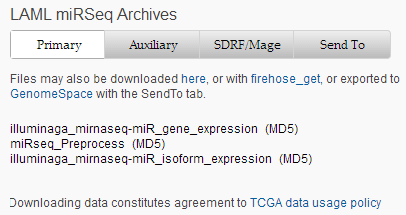 LAML miRSeq Archives
Primary Auxiliary SDRF/Mage Send To
Files may also be downloaded here, or with firehose_get, or exported to
GenomeSpace with the SendTo tab.
illuminaga_mirnaseq-miR_gene_expression (MD5)
miRseq_Preprocess (MD5)
illuminaga_mirnaseq-miR_isoform_expression (MD5)
Downloading data constitutes agreement to TCGA data usage policy